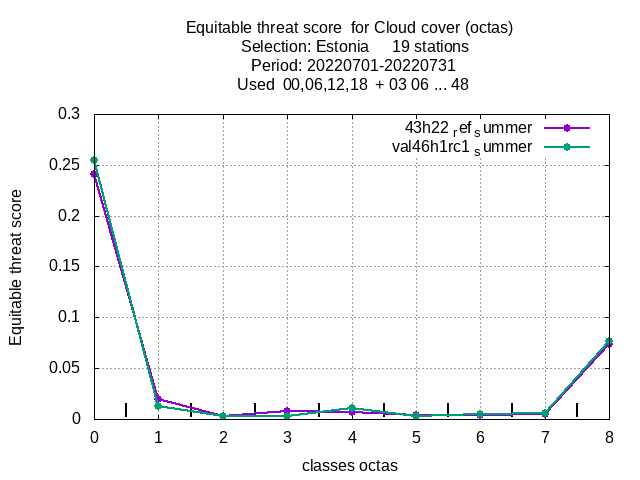 Equitable threat score for Cloud cover (octas)
Selection: Estonia 19 stations
Period: 20220701-20220731
Used 00,06,12,18 + 03 06 ... 48
43h22_ref_summer
val46h1rc1_summer
Equitable threat score
0.3
0.25
0.2
0.15
0.1
0.05
0
0 1 2 3 4 5 6 7 8
classes octas